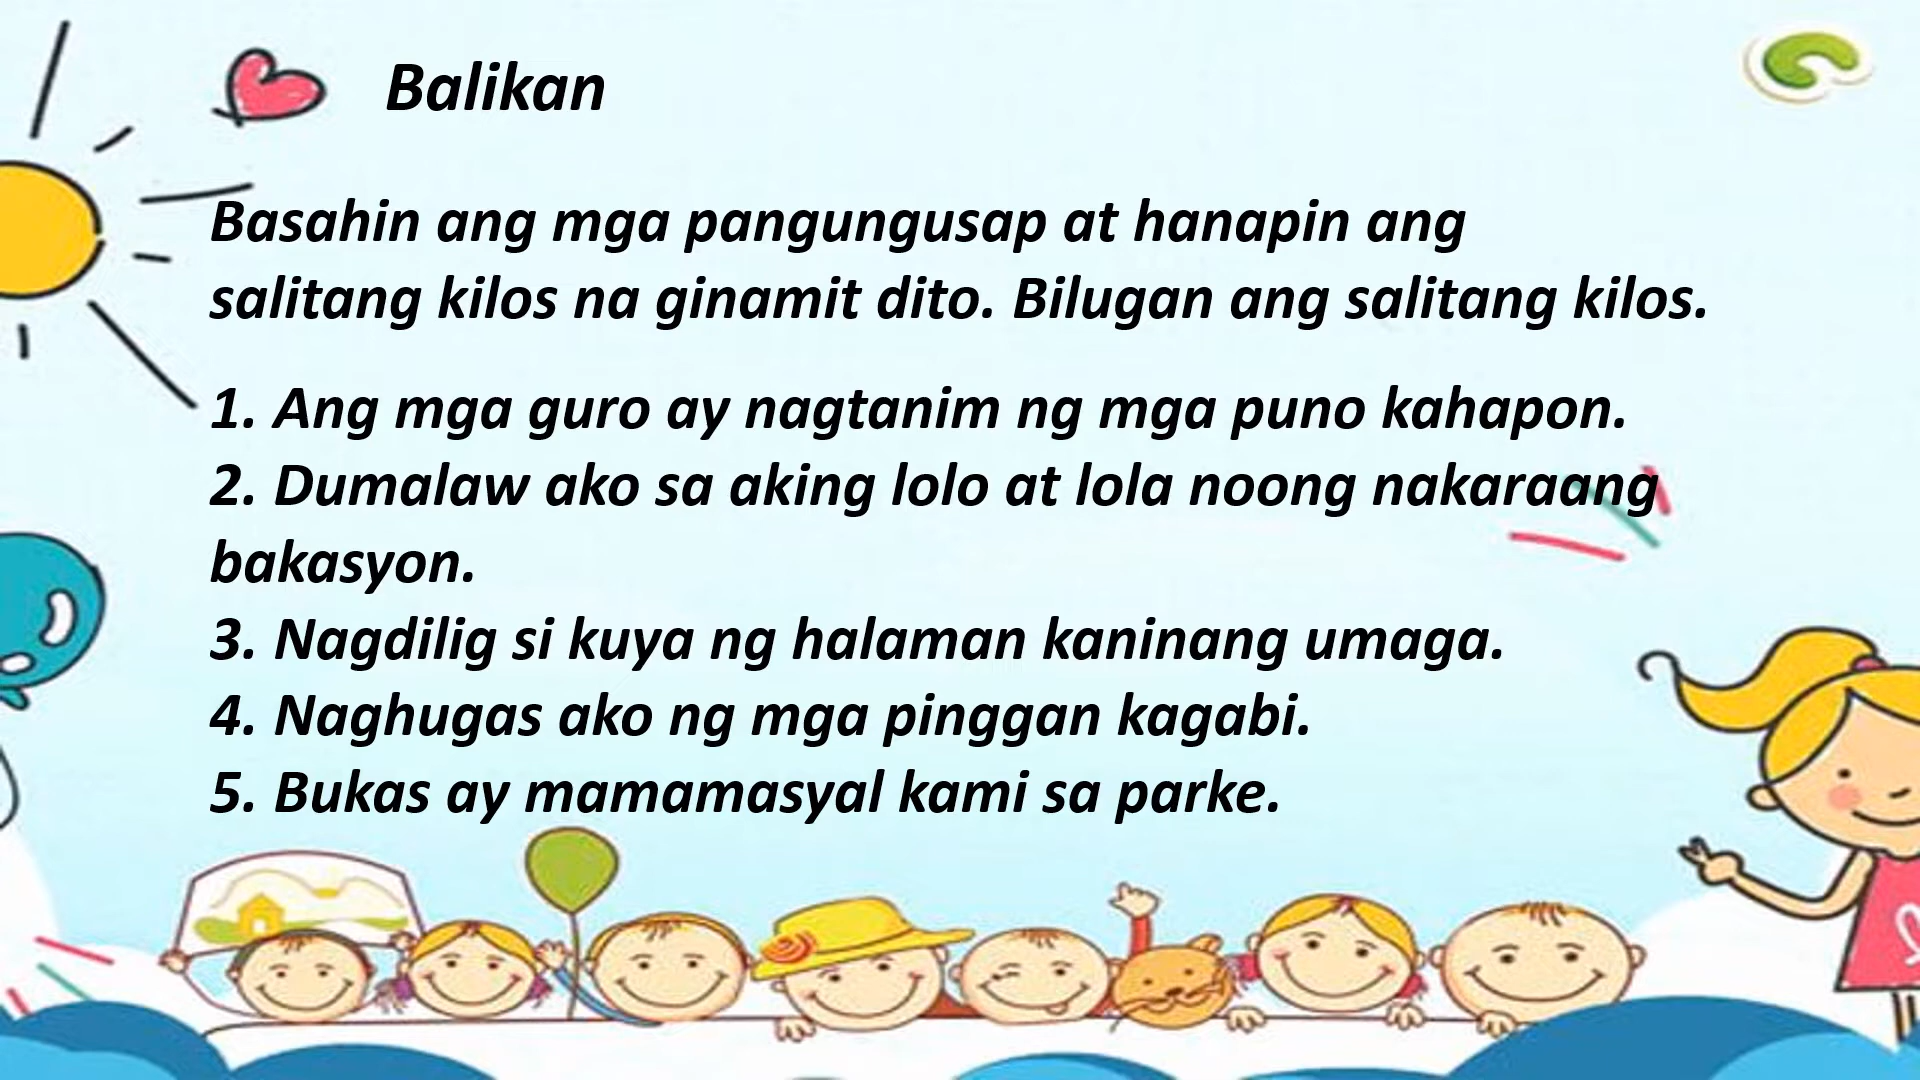 Balikan
Basahin ang mga pangungusap at hanapin ang
salitang kilos na ginamit dito. Bilugan ang salitang kilos.
1. Ang mga guro ay nagtanim ng mga puno kahapon.
2. Dumalaw ako sa aking lolo at lola noong nakaraang
bakasyon.
3. Nagdilig si kuya ng halaman kaninang umaga.
4. Naghugas ako ng mga pinggan kagabi.
5. Bukas ay mamamasyal kami sa parke.